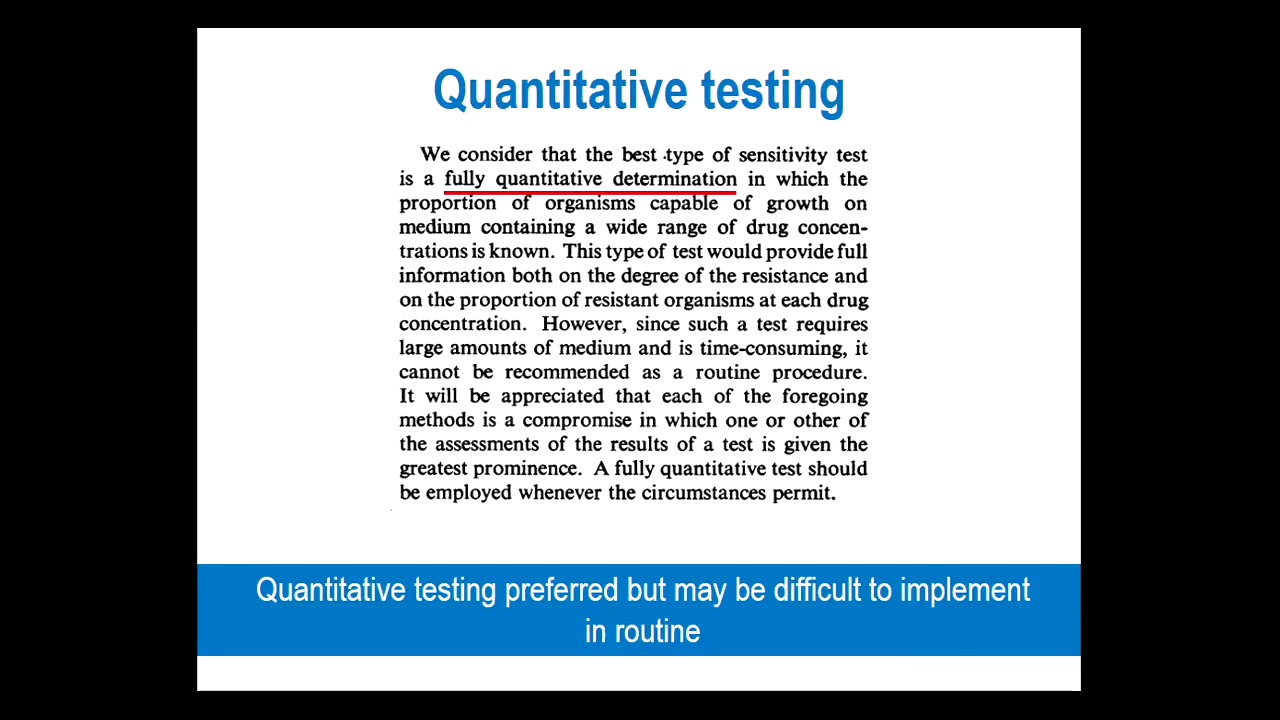 Quantitative testing
We consider that the best type of sensitivity test
is a fully quantitative determination in which the
proportion of organisms capable of growth on
medium containing a wide range of drug concen-
trations is known. This type of test would provide full
information both on the degree of the resistance and
on the proportion of resistant organisms at each drug
concentration. However, since such a test requires
large amounts of medium and is time-consuming, it
cannot be recommended as a routine procedure.
It will be appreciated that each of the foregoing
methods is a compromise in which one or other of
the assessments of the results of a test is given the
greatest prominence. A fully quantitative test should
be employed whenever the circumstances permit.
Quantitative testing preferred but may be difficult to implement
in routine